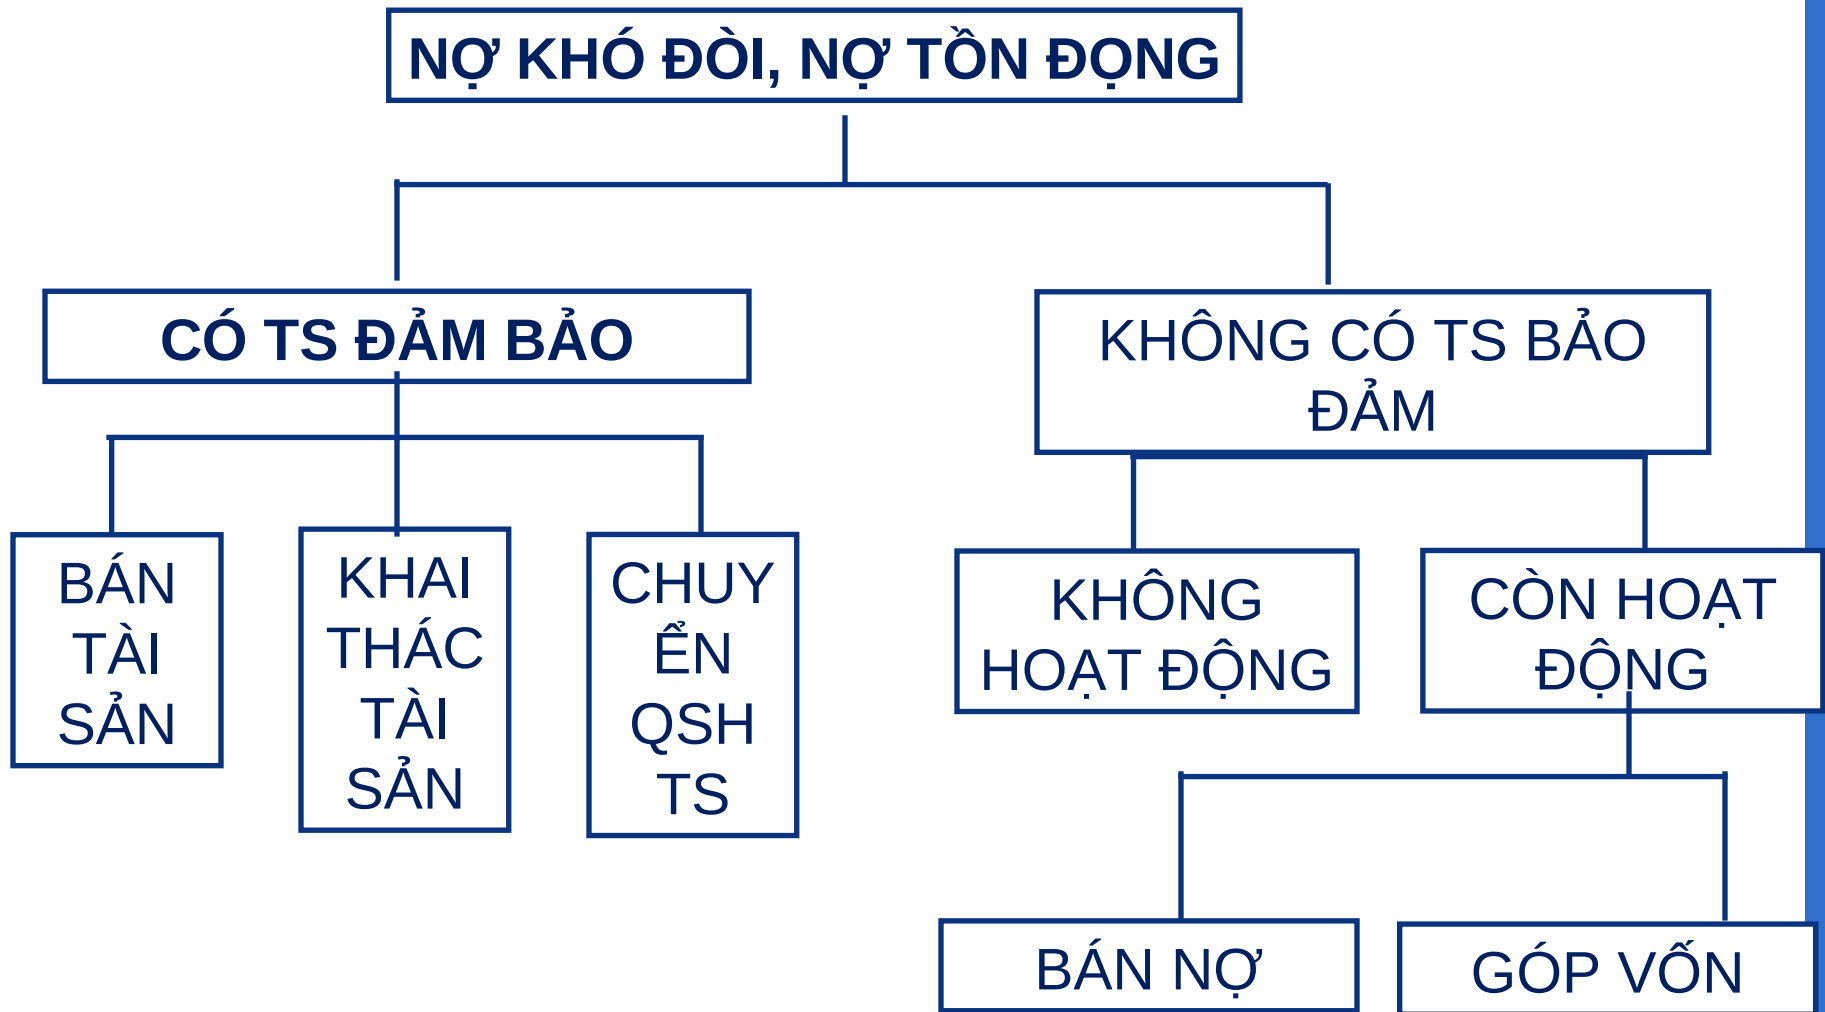 NỢ KHÓ ĐÒI, NỢ TỒN ĐỌNG
CÓ TS ĐẢM BẢO
KHÔNG CÓ TS BẢO
ĐẢM
BÁN
TÀI
SẢN
KHAI
THÁC
TÀI
SẢN
CHUY
ỂN
QSH
TS
KHÔNG
HOẠT ĐỘNG
CÒN HOẠT
ĐỘNG
BÁN NỢ
GÓP VỐN